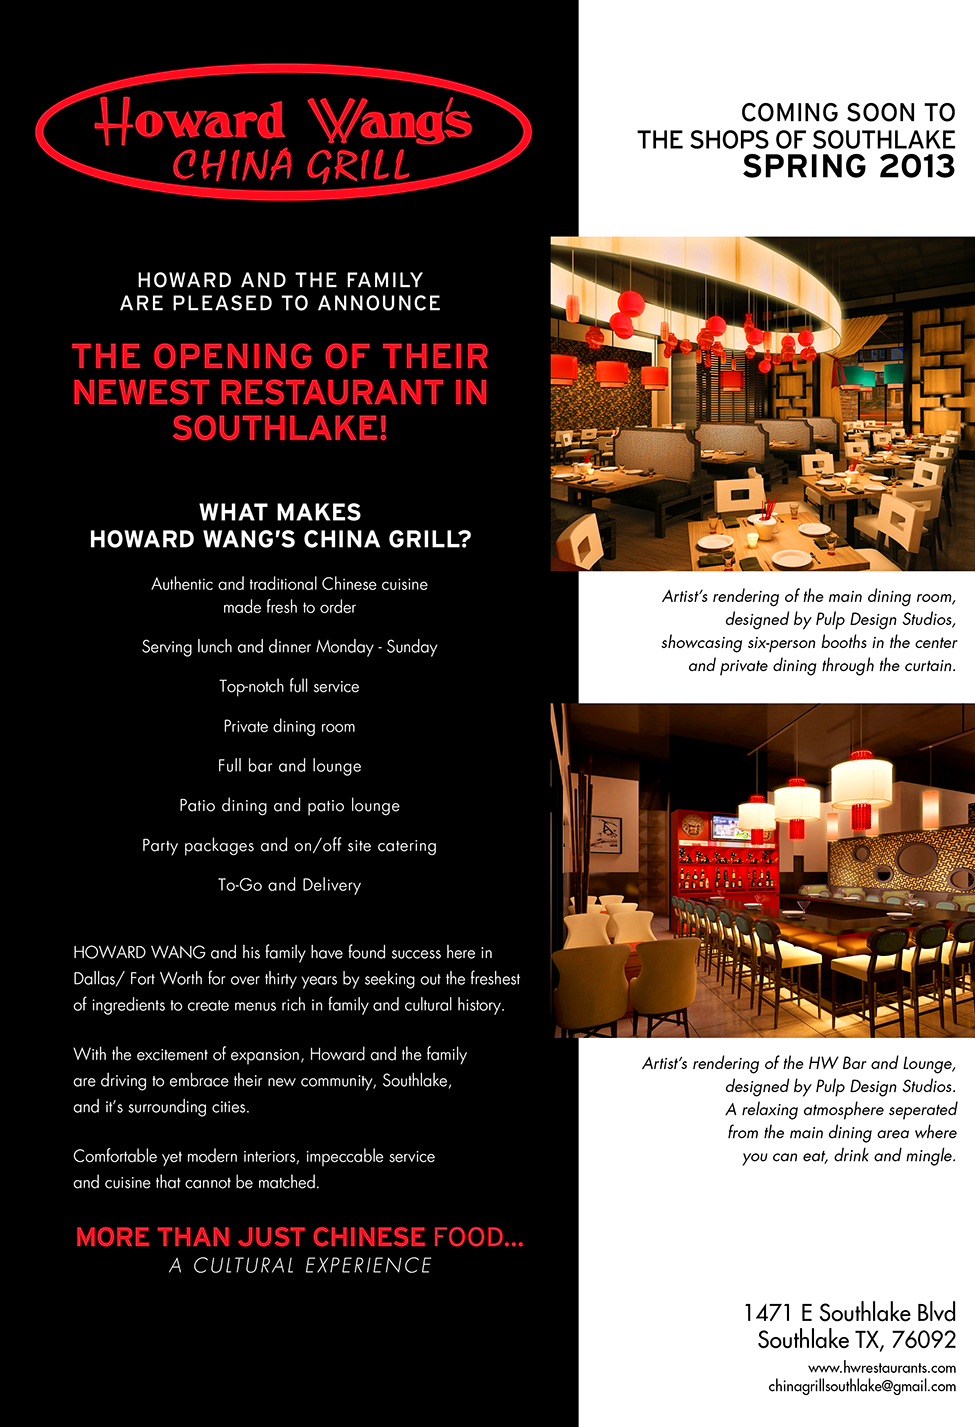 Howard Wang's
CHINA GRILL
COMING SOON TO
THE SHOPS OF SOUTHLAKE
SPRING 2013
HOWARD AND THE FAMILY
ARE PLEASED TO ANNOUNCE
THE OPENING OF THEIR
NEWEST RESTAURANT IN
SOUTHLAKE!
WHAT MAKES
HOWARD WANG'S CHINA GRILL?
Authentic and traditional Chinese cuisine
made fresh to order
Serving lunch and dinner Monday - Sunday
Top-notch full service
Private dining room
Full bar and lounge
Patio dining and patio lounge
Party packages and on/off site catering
To-Go and Delivery
HOWARD WANG and his family have found success here in
Dallas/ Fort Worth for over thirty years by seeking out the freshest
of ingredients to create menus rich in family and cultural history.
With the excitement of expansion, Howard and the family
are driving to embrace their new community, Southlake,
and it's surrounding cities.
Comfortable yet modern interiors, impeccable service
and cuisine that cannot be matched.
MORE THAN JUST CHINESE FOOD...
A CULTURAL EXPERIENCE
Artist's rendering of the main dining room,
designed by Pulp Design Studios,
showcasing six-person booths in the center
and private dining through the curtain.
Artist's rendering of the HW Bar and Lounge,
designed by Pulp Design Studios.
A relaxing atmosphere seperated
from the main dining area where
you can eat, drink and mingle.
1471 E Southlake Blvd
Southlake TX, 76092
www.hwrestaurants.com
chinagrillsouthlake@gmail.com